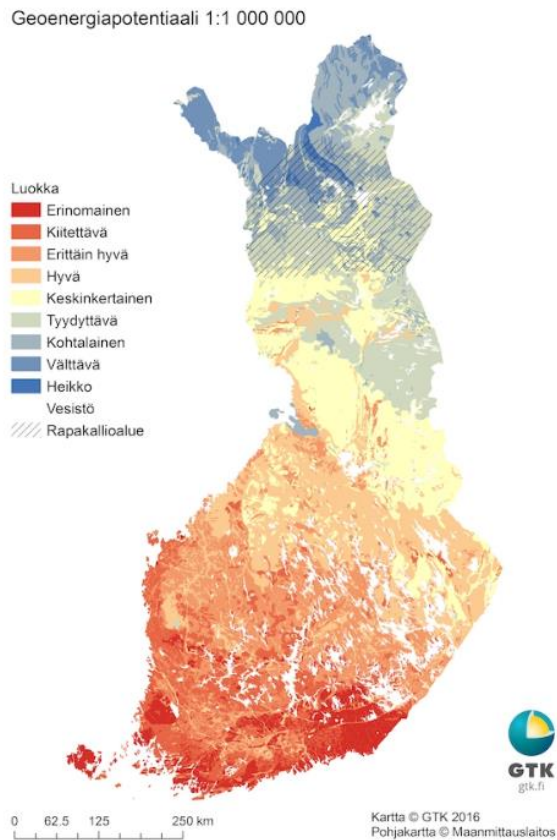 Geoenergiapotentiaali 1:1 000 000
Luokka
Erinomainen
Kiitettävä
Erittäin hyvä
Hyvä
Keskinkertainen
Tyydyttävä
Kohtalainen
Välttävä
Heikko
Vesistö
Rapakallioalue
GTK
gtk.fi
0 62.5 125 250 km
Kartta © GTK 2016
Pohjakartta © Maanmittauslaitos